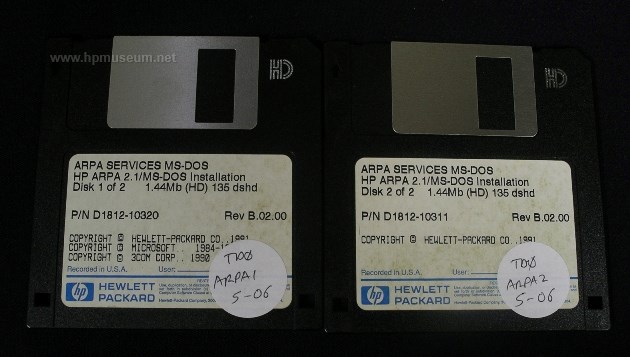 www.hpmuseum.net
HD
ARPA SERVICES MS-DOS
HP ARPA 2.1/MS-DOS Installation
Disk 1 of 2 1.44Mb (HD) 135 dshd
P/N D1812-10320 Rev B.02.00
COPYRIGHT © HEWLETT-PACKARD CO.,1991
COPYRIGHT © MICROSOFT 1984-
COPYRIGHT © 3COM CORP. 1990
Recorded in U.S.A. User:
hp HEWLETT
PACKARD
ARPA1
5-06
HD
ARPA SERVICES MS-DOS
HP ARPA 2.1/MS-DOS Installation
Disk 2 of 2 1.44Mb (HD) 135 dshd
P/N D1812-10311 Rev B.02.00
COPYRIGHT © HEWLETT-PACKARD CO.,1991
Recorded in U.S.A. User:
hp HEWLETT
PACKARD
ARPA2
5-06